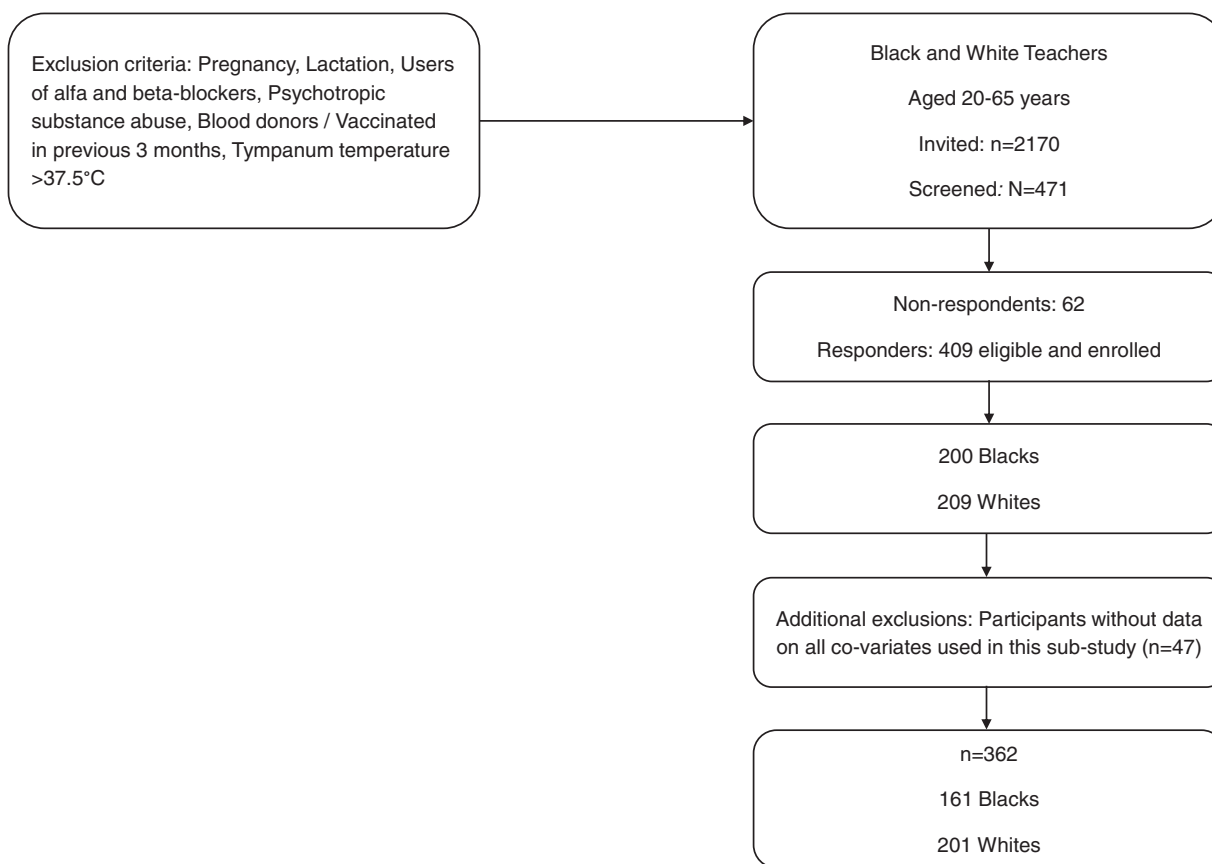 Exclusion criteria: Pregnancy, Lactation, Users
of alfa and beta-blockers, Psychotropic
substance abuse, Blood donors / Vaccinated
in previous 3 months, Tympanum temperature
>37.5°C
Black and White Teachers
Aged 20-65 years
Invited: n=2170
Screened: N=471
Non-respondents: 62
Responders: 409 eligible and enrolled
200 Blacks
209 Whites
Additional exclusions: Participants without data
on all co-variates used in this sub-study (n=47)
n=362
161 Blacks
201 Whites